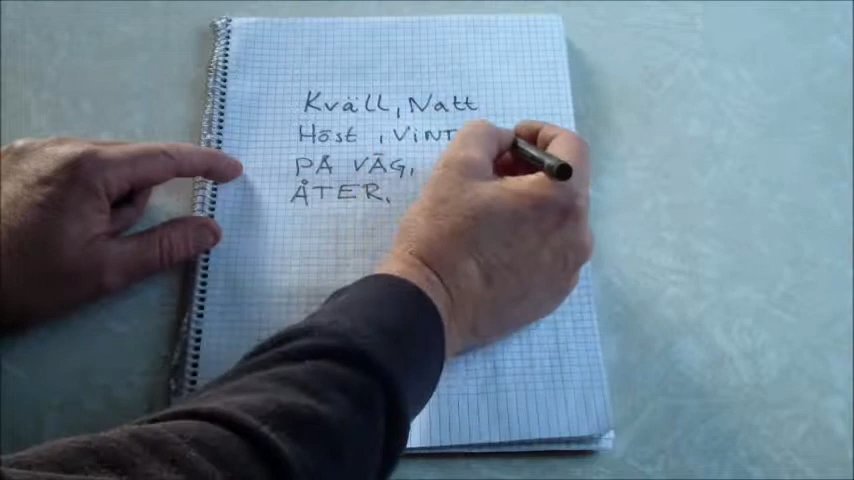 Kväll, Natt
Höst, VINT
PÅ VÄG,
ÅTER.